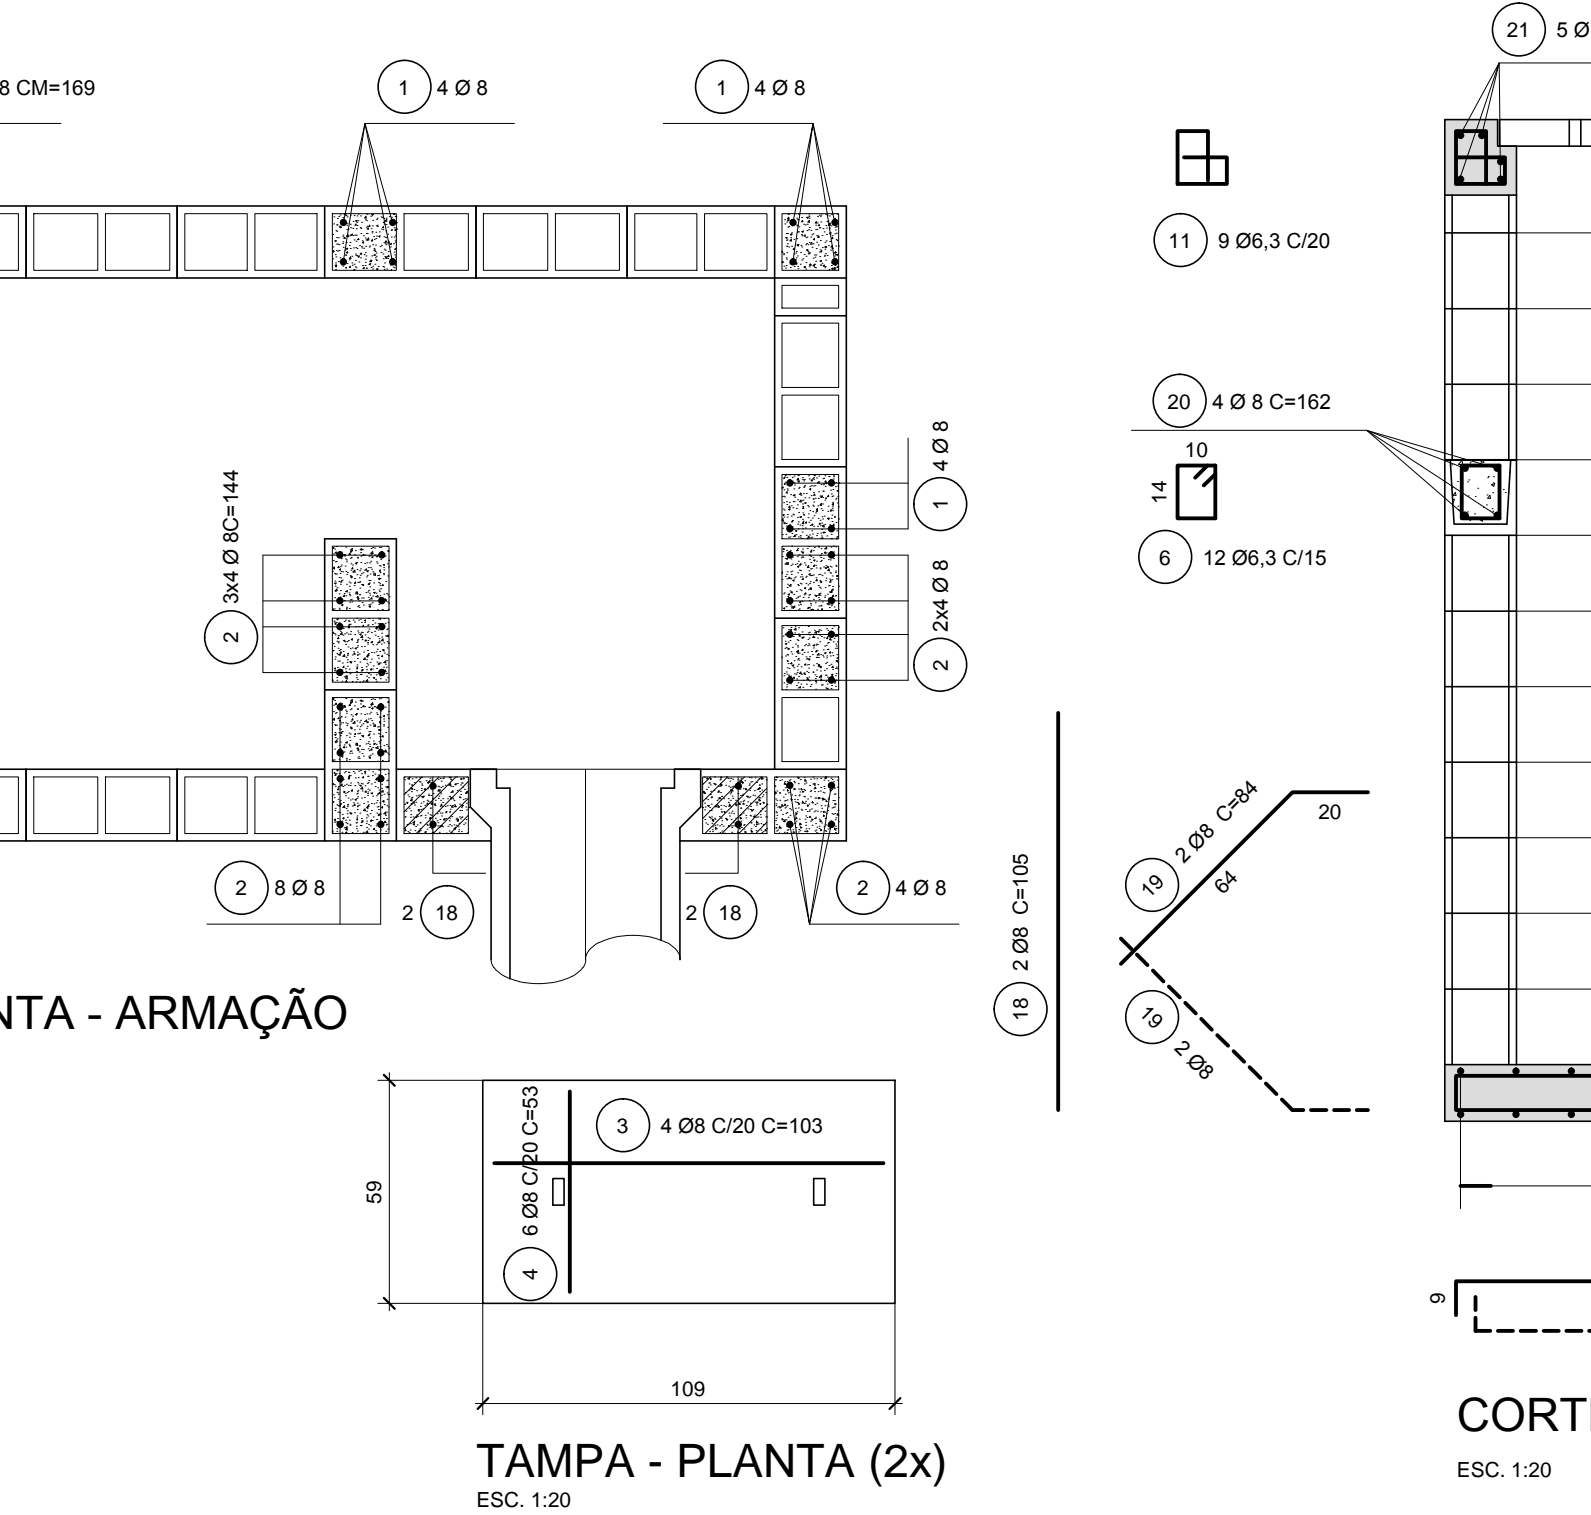 21 5 Ø
8 CM=169
1 4 Ø 8
1 4 Ø 8
11 9 Ø6,3 C/20
20 4 Ø 8 C=162
10
14
6 12 Ø6,3 C/15
1 4 Ø 8
2 3x4 Ø 8C=144
2 2x4 Ø 8
2 8 Ø 8
2 18
2 18
2 4 Ø 8
18 2 Ø8 C=105
19 2 Ø8 C=84
64
20
19 2 Ø8
NTA - ARMAÇÃO
3 4 Ø8 C/20 C=103
4 6 Ø8 C/20 C=53
59
109
9
TAMPA - PLANTA (2x)
ESC. 1:20
CORT
ESC. 1:20